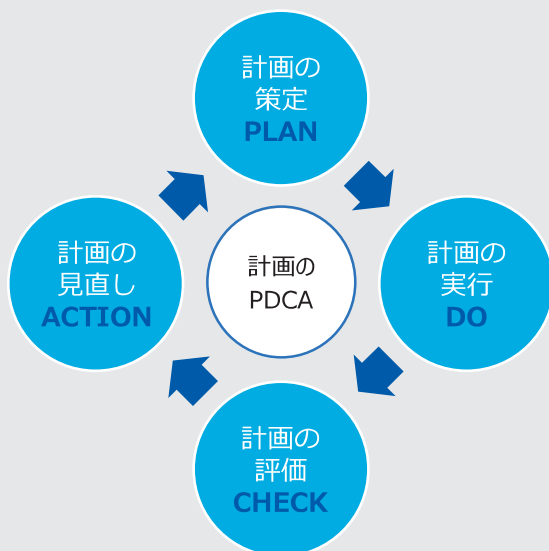 計画の
策定
PLAN
計画の
実行
DO
計画の
評価
CHECK
計画の
見直し
ACTION
計画の
PDCA